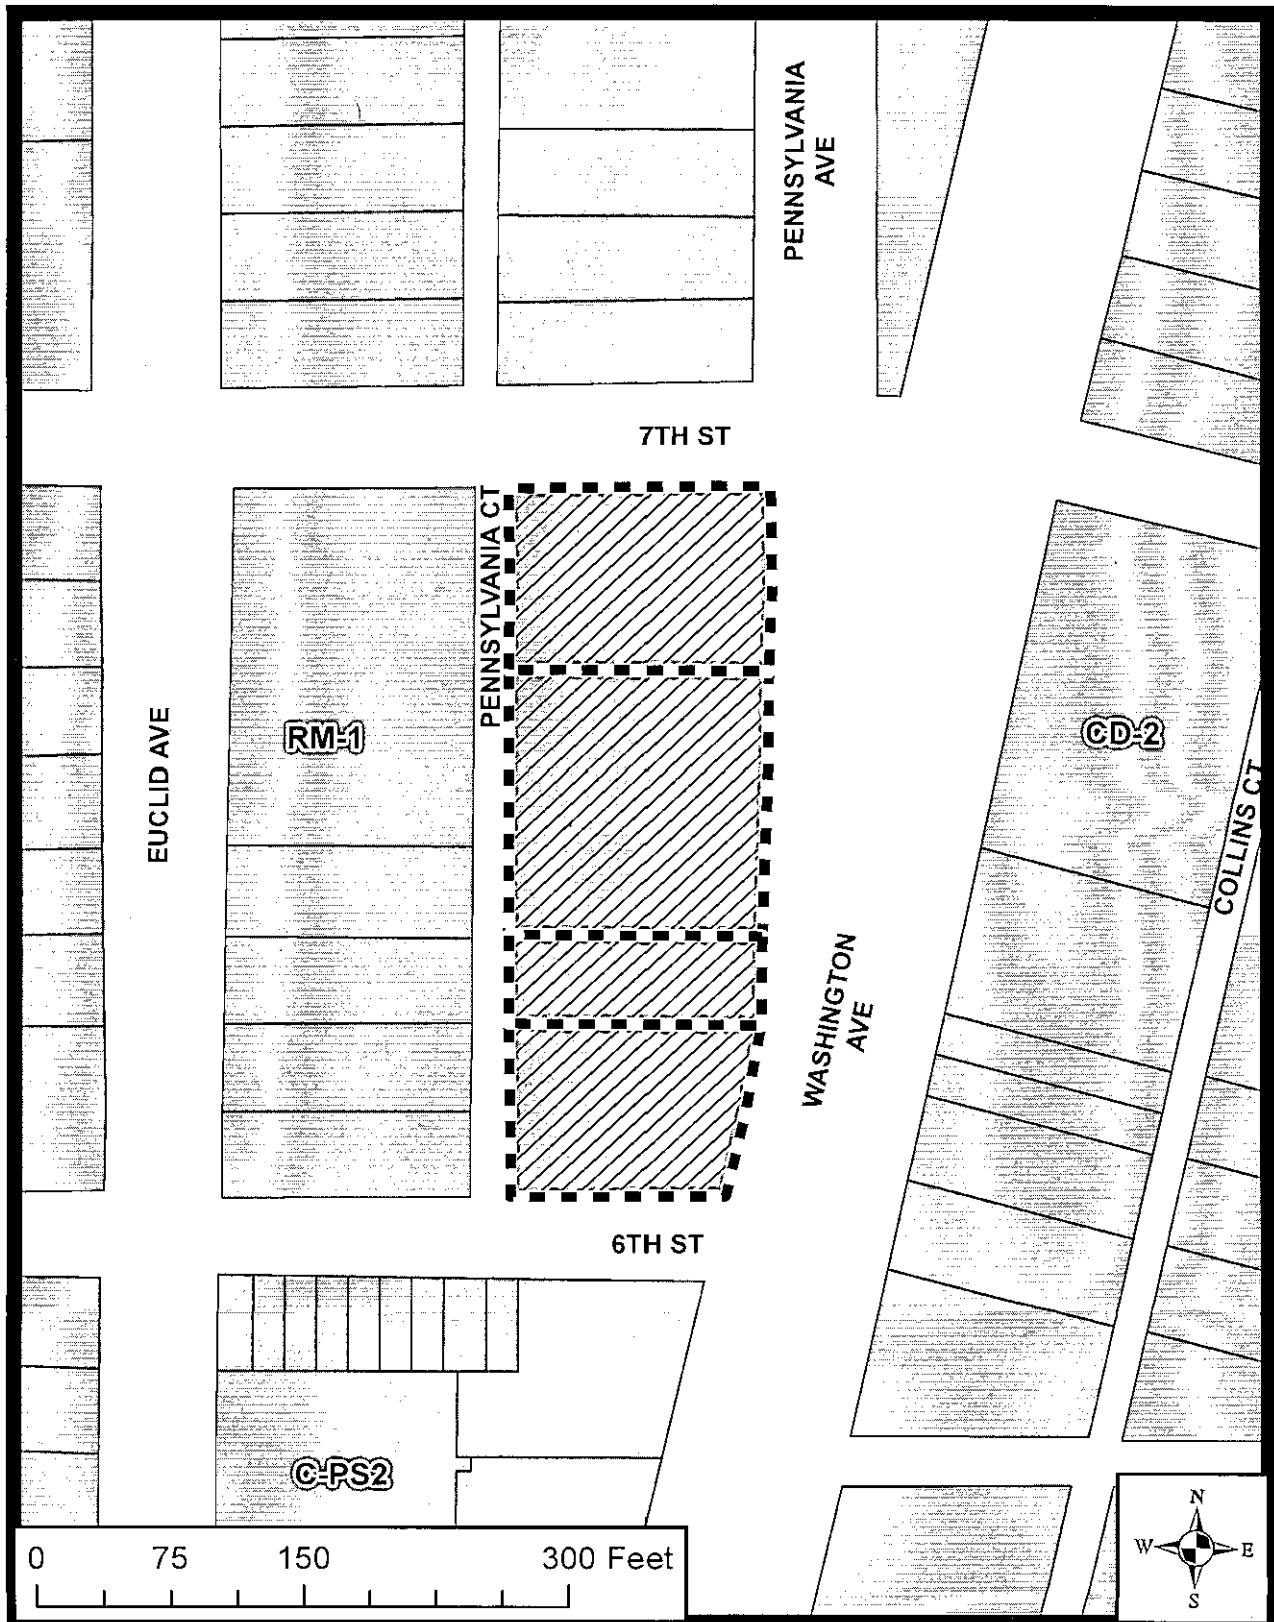 PENNSYLVANIA
AVE
7TH ST
PENNSYLVANIA CT
EUCLID AVE
RM-1
CD-2
COLLINS CT
WASHINGTON
AVE
6TH ST
C-PS2
0 75 150 300 Feet
N
W E
S